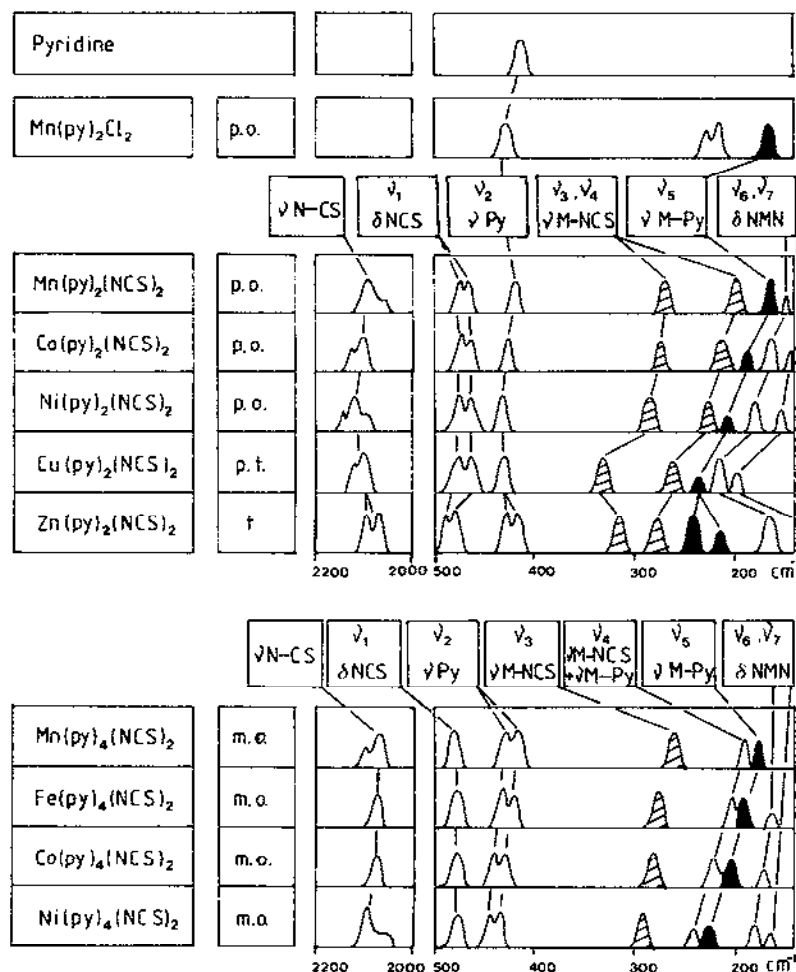 Pyridine
Mn(py)₂Cl₂ p.o.
νN-CS
ν₁ δNCS
ν₂ νPy
ν₃,ν₄ νM-NCS
ν₅ νM-Py
ν₆,ν₇ δNMN
Mn(py)₂(NCS)₂ p.o.
Co(py)₂(NCS)₂ p.o.
Ni(py)₂(NCS)₂ p.o.
Cu(py)₂(NCS)₂ p.t.
Zn(py)₂(NCS)₂ t
2200 2000 500 400 200 cm⁻¹
νN-CS
ν₁ δNCS
ν₂ νPy
ν₃ νM-NCS
ν₄ νM-NCS +νM-Py
ν₅ νM-Py
ν₆,ν₇ δNMN
Mn(py)₄(NCS)₂ m.o.
Fe(py)₄(NCS)₂ m.o.
Co(py)₄(NCS)₂ m.o.
Ni(py)₄(NCS)₂ m.o
2200 2000 500 400 200 cm⁻¹